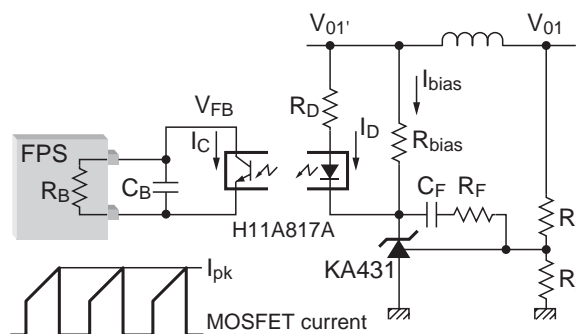 V01' V01
Ibias
RD
VFB ID
FPS IC Rbias
CF RF
RB CB
R
H11A817A
KA431
R
Ipk
MOSFET current